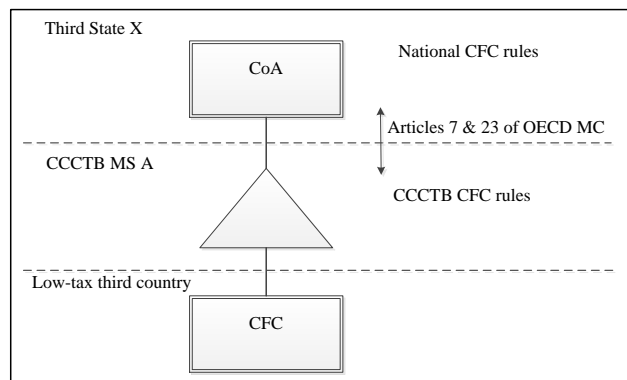 Third State X
National CFC rules
CoA
Articles 7 & 23 of OECD MC
CCCTB MS A
CCCTB CFC rules
Low-tax third country
CFC